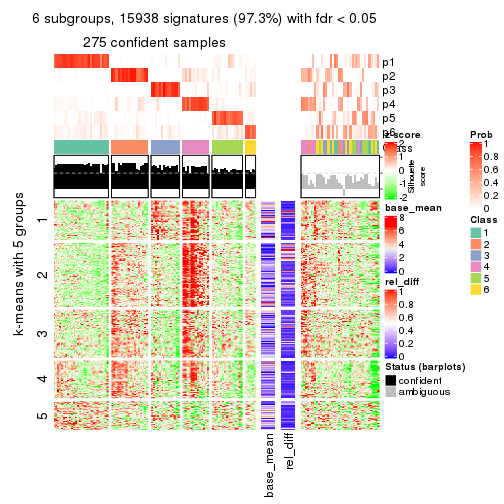 6 subgroups, 15938 signatures (97.3%) with fdr < 0.05
275 confident samples
p1
p2
p3
p4
p5
p6
Class
Silhouette
score
k-means with 5 groups
1
2
3
4
5
base_mean
rel_diff
z-score
2
1
0
-1
-2
base_mean
8
6
4
2
0
rel_diff
1
0.8
0.6
0.4
0.2
0
Status (barplots)
confident
ambiguous
Prob
1
0.8
0.6
0.4
0.2
0
Class
1
2
3
4
5
6